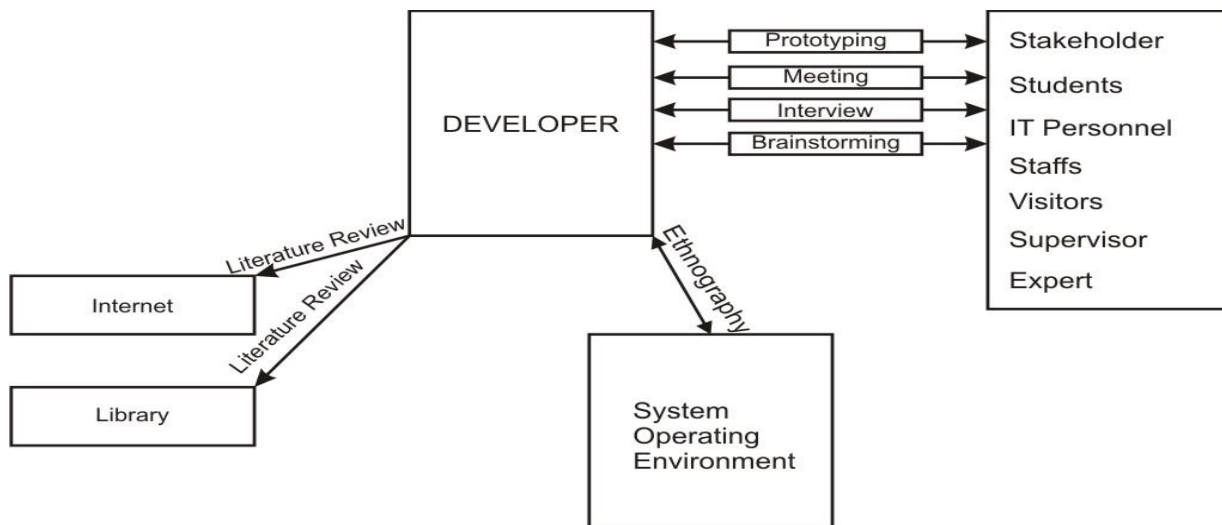 Prototyping
Meeting
Interview
Brainstorming
DEVELOPER
Stakeholder
Students
IT Personnel
Staffs
Visitors
Supervisor
Expert
Literature Review
Literature Review
Ethnography
Internet
Library
System
Operating
Environment